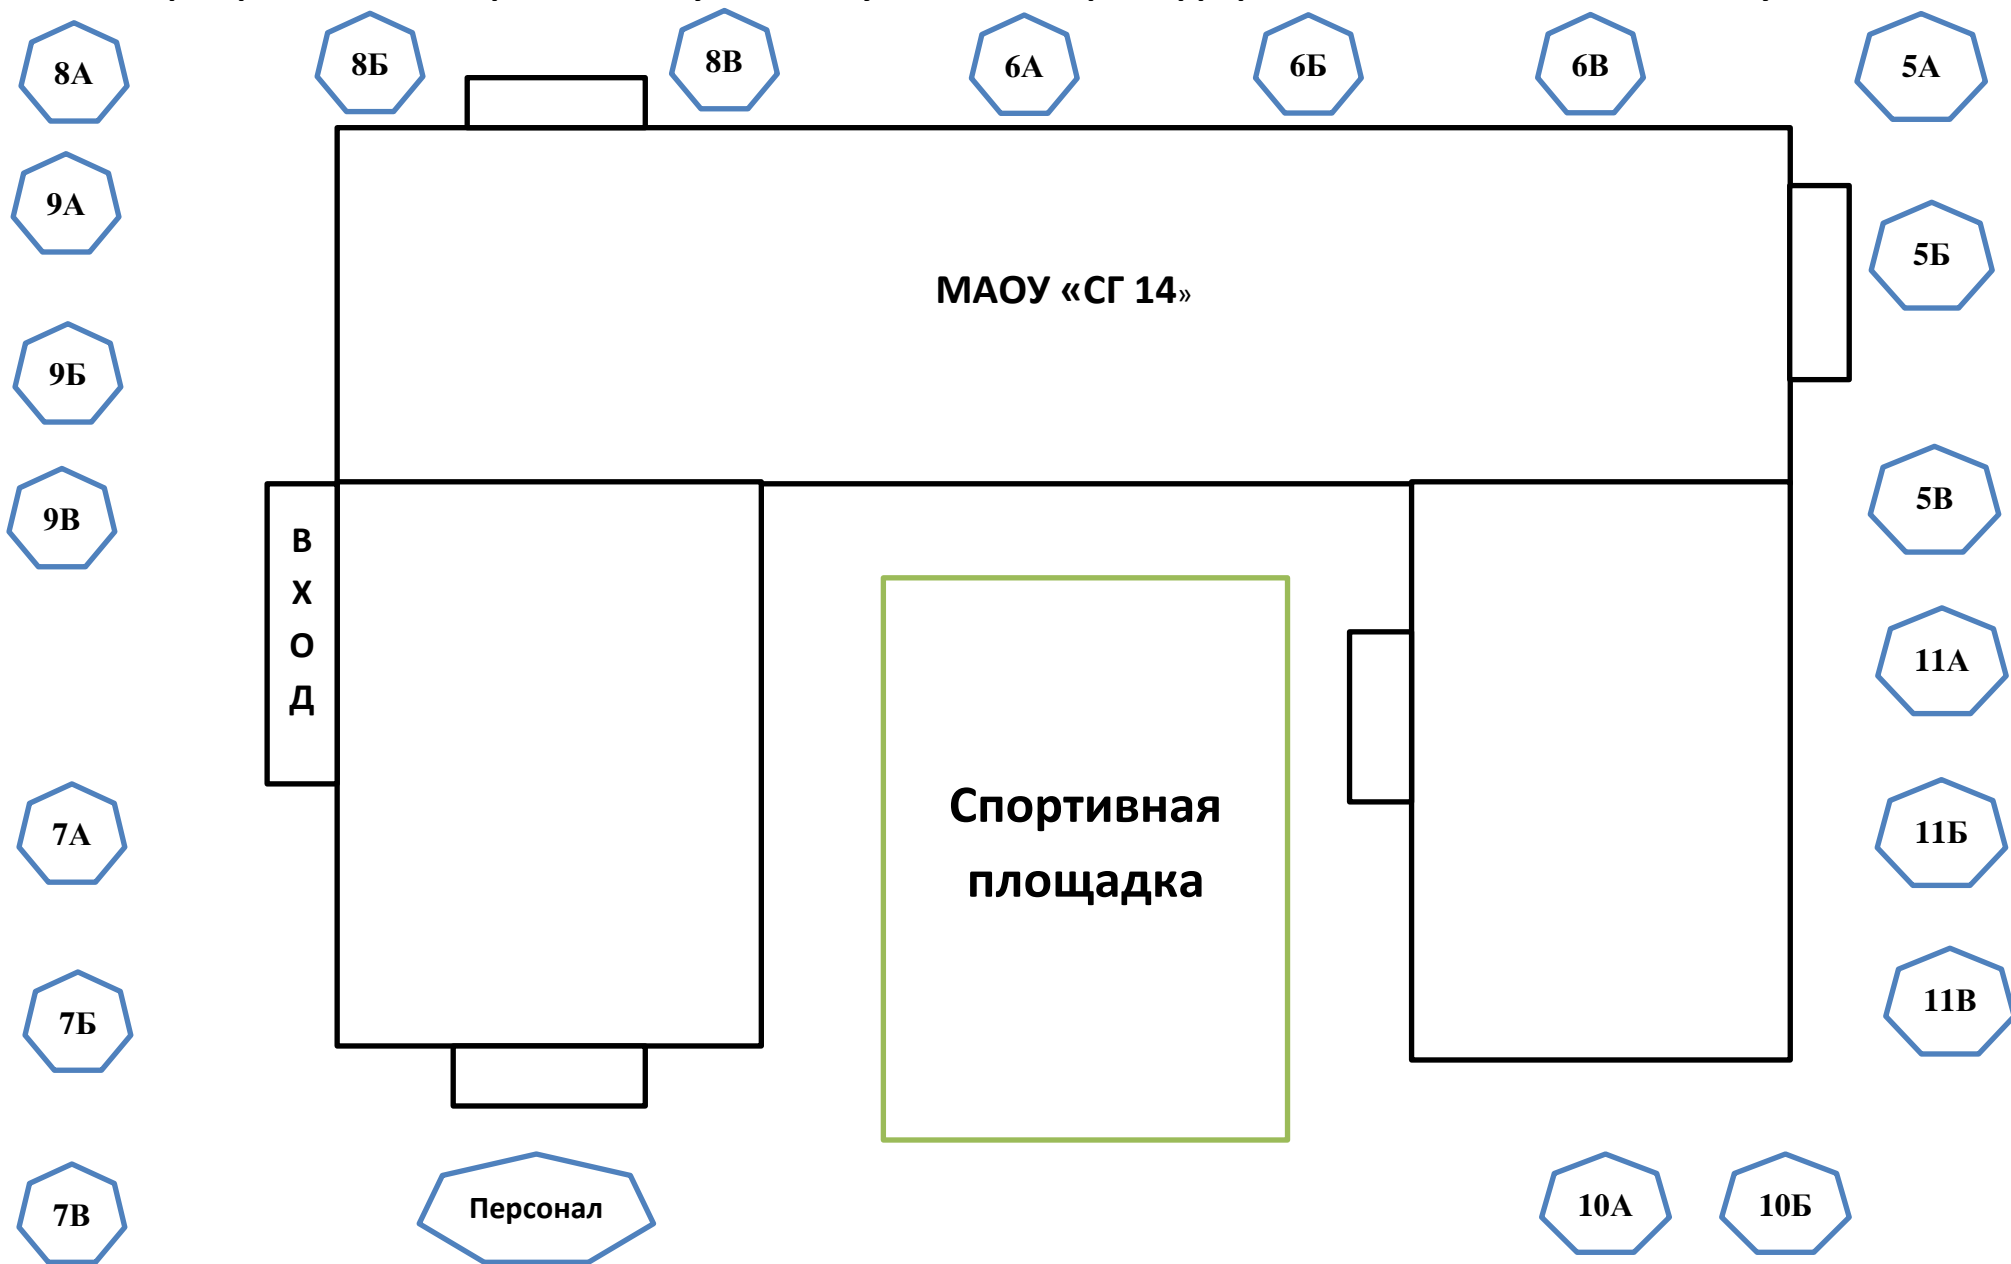 8А
8Б
8В
6А
6Б
6В
5А
9А
5Б
МАОУ «СГ 14»
9Б
9В
5В
В
Х
О
Д
11А
Спортивная
площадка
7А
11Б
7Б
11В
7В
Персонал
10А
10Б